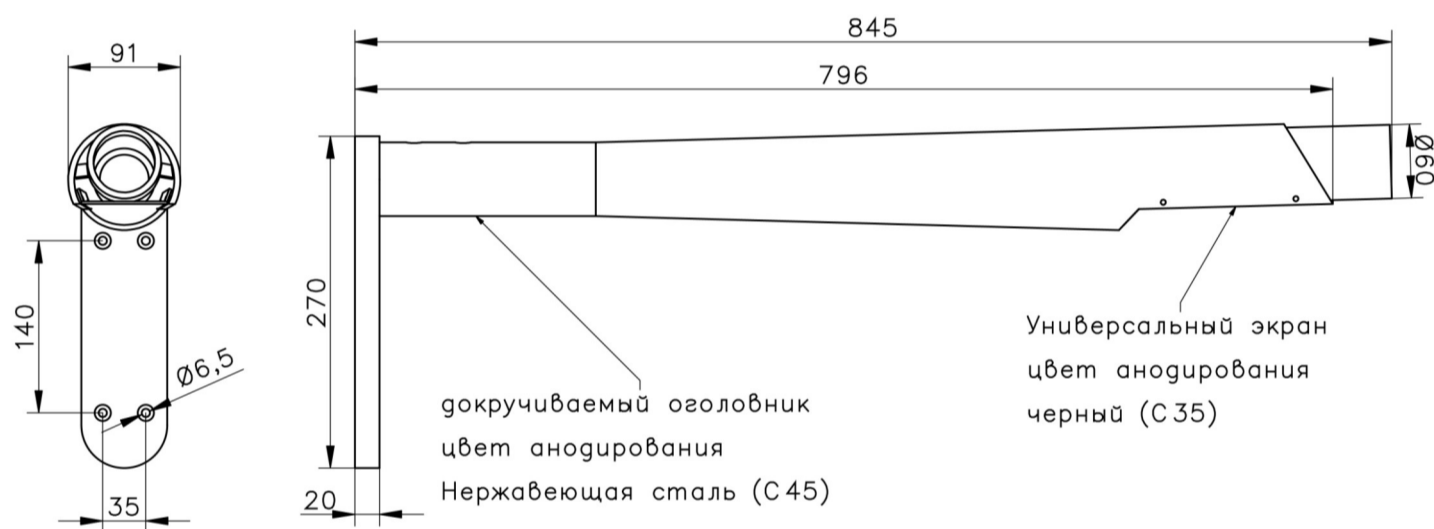 845
91
796
Ø60
270
140
Ø6,5
Универсальный экран
цвет анодирования
черный (С35)
докручиваемый оголовник
цвет анодирования
Нержавеющая сталь (С45)
20
35